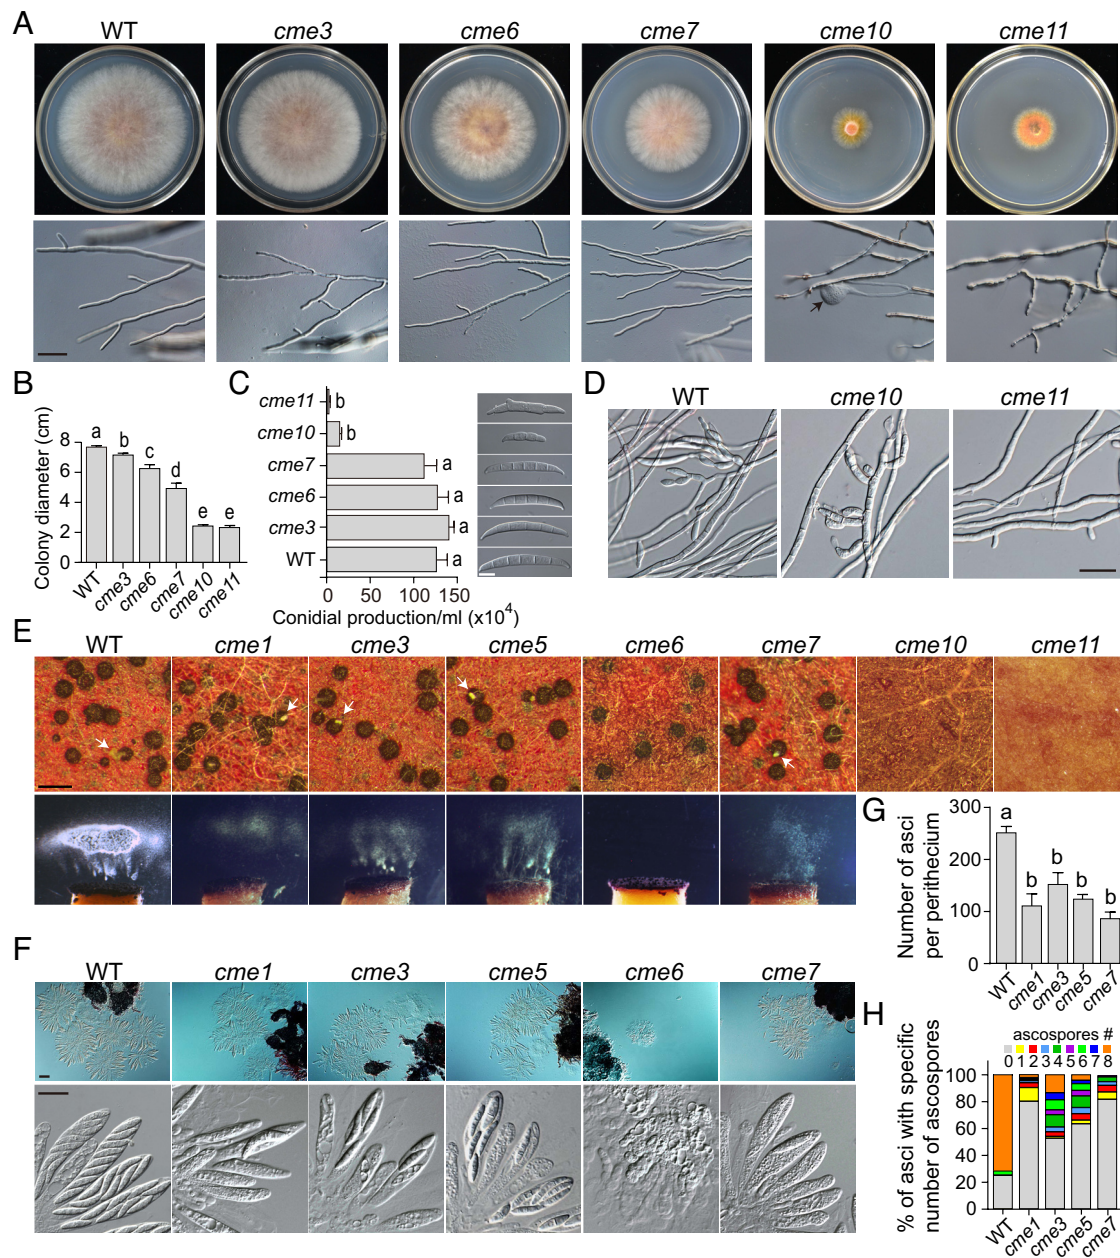 A
WT cme3 cme6 cme7 cme10 cme11
B
Colony diameter (cm)
8
6
4
2
0
a b c d e e
WT cme3 cme6 cme7 cme10 cme11
C
cme11 b
cme10 b
cme7 a
cme6 a
cme3 a
WT a
0 50 100 150
Conidial production/ml (x10⁴)
D
WT cme10 cme11
E
WT cme1 cme3 cme5 cme6 cme7 cme10 cme11
F
WT cme1 cme3 cme5 cme6 cme7
G
Number of asci
per perithecium
300
200
100
0
a b b b b
WT cme1 cme3 cme5 cme7
H
ascospores #
0 1 2 3 4 5 6 7 8
% of asci with specific
number of ascospores
100
80
60
40
20
0
WT cme1 cme3 cme5 cme7